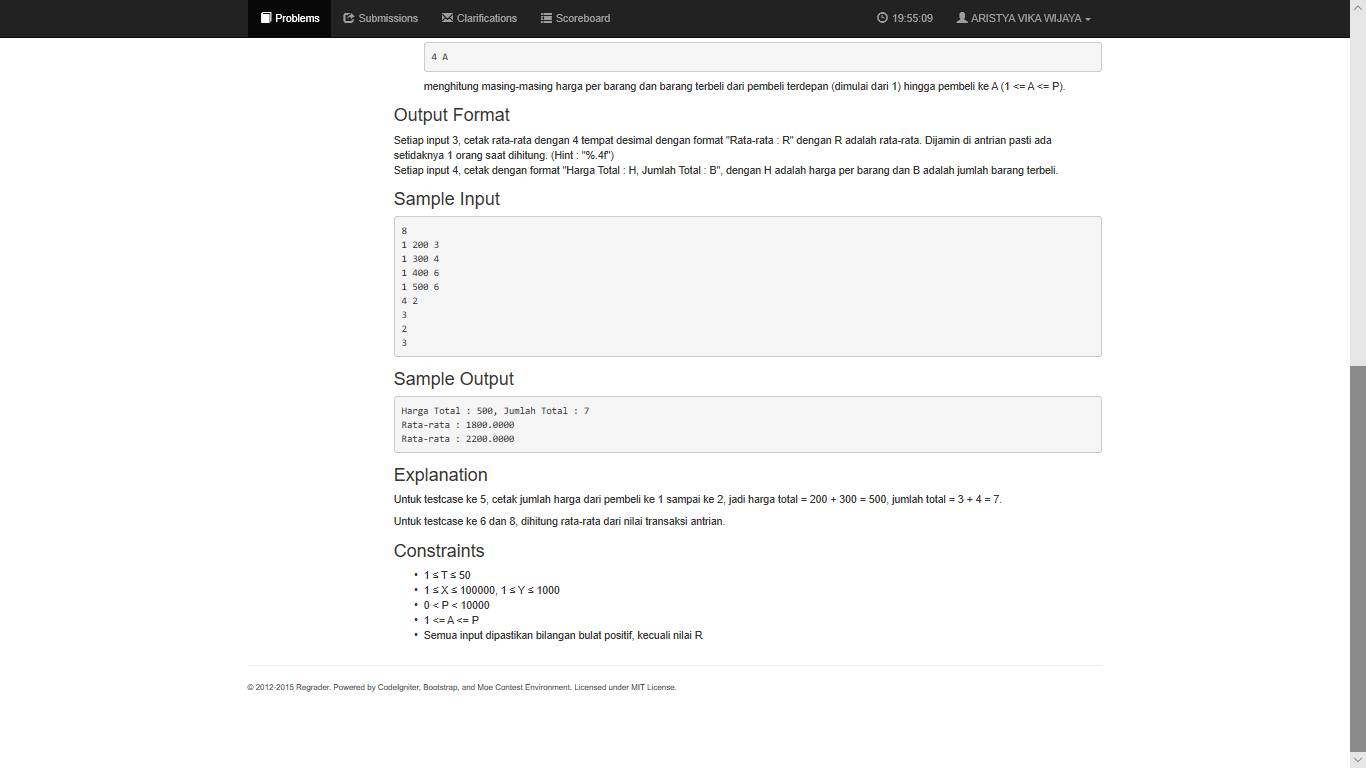 Problems Submissions Clarifications Scoreboard 19:55:09 ARISTYA VIKA WIJAYA
4 A
menghitung masing-masing harga per barang dan barang terbeli dari pembeli terdepan (dimulai dari 1) hingga pembeli ke A (1 <= A <= P).
Output Format
Setiap input 3, cetak rata-rata dengan 4 tempat desimal dengan format "Rata-rata : R" dengan R adalah rata-rata. Dijamin di antrian pasti ada
setidaknya 1 orang saat dihitung. (Hint : "%.4f")
Setiap input 4, cetak dengan format "Harga Total : H, Jumlah Total : B", dengan H adalah harga per barang dan B adalah jumlah barang terbeli.
Sample Input
8
1 200 3
1 300 4
1 400 6
1 500 6
4 2
3
2
3
Sample Output
Harga Total : 500, Jumlah Total : 7
Rata-rata : 1800.0000
Rata-rata : 2200.0000
Explanation
Untuk testcase ke 5, cetak jumlah harga dari pembeli ke 1 sampai ke 2, jadi harga total = 200 + 300 = 500, jumlah total = 3 + 4 = 7.
Untuk testcase ke 6 dan 8, dihitung rata-rata dari nilai transaksi antrian.
Constraints
• 1 ≤ T ≤ 50
• 1 ≤ X ≤ 100000, 1 ≤ Y ≤ 1000
• 0 < P < 10000
• 1 <= A <= P
• Semua input dipastikan bilangan bulat positif, kecuali nilai R
© 2012-2015 Regrader. Powered by CodeIgniter, Bootstrap, and Moe Contest Environment. Licensed under MIT License.